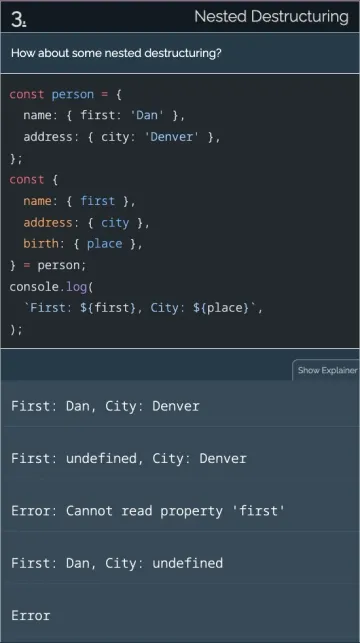 3. Nested Destructuring
How about some nested destructuring?
const person = {
  name: { first: 'Dan' },
  address: { city: 'Denver' },
};
const {
  name: { first },
  address: { city },
  birth: { place },
} = person;
console.log(
  `First: ${first}, City: ${place}`,
);
Show Explainer
First: Dan, City: Denver
First: undefined, City: Denver
Error: Cannot read property 'first'
First: Dan, City: undefined
Error